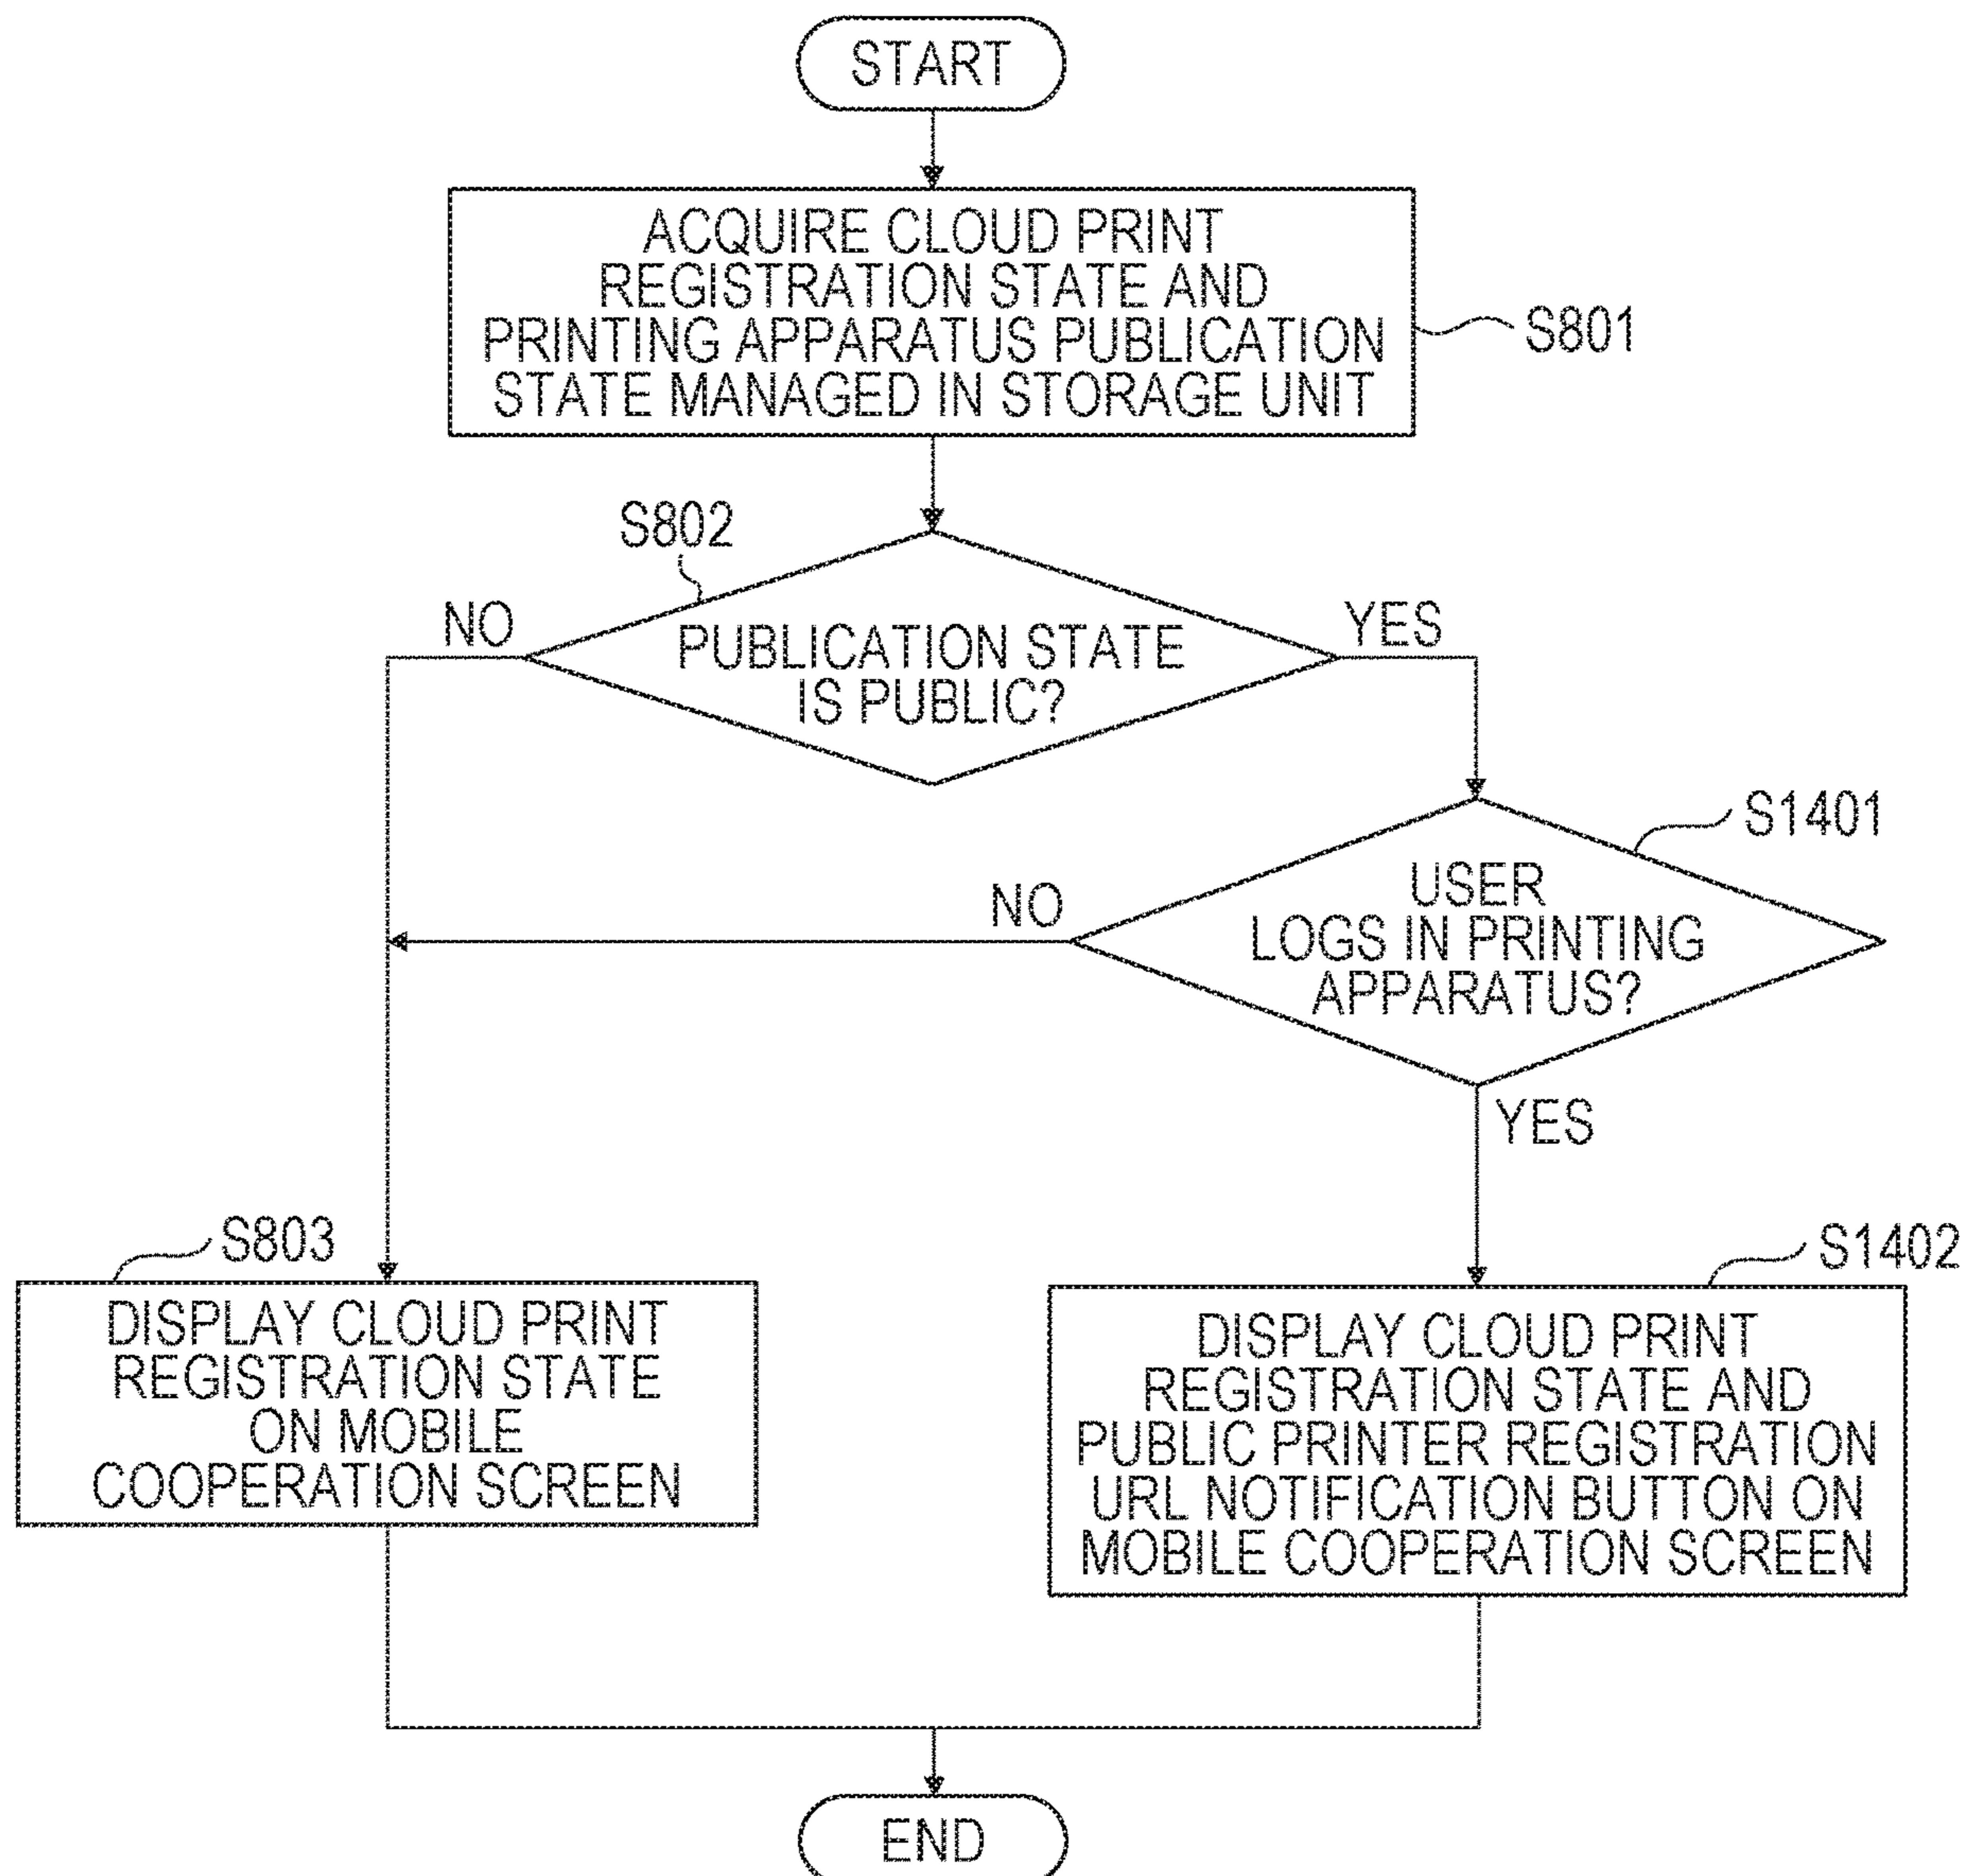 START
ACQUIRE CLOUD PRINT
REGISTRATION STATE AND
PRINTING APPARATUS PUBLICATION
STATE MANAGED IN STORAGE UNIT
S801
S802
NO
YES
PUBLICATION STATE
IS PUBLIC?
S1401
NO
USER
LOGS IN PRINTING
APPARATUS?
YES
S803
DISPLAY CLOUD PRINT
REGISTRATION STATE
ON MOBILE
COOPERATION SCREEN
S1402
DISPLAY CLOUD PRINT
REGISTRATION STATE AND
PUBLIC PRINTER REGISTRATION
URL NOTIFICATION BUTTON ON
MOBILE COOPERATION SCREEN
END